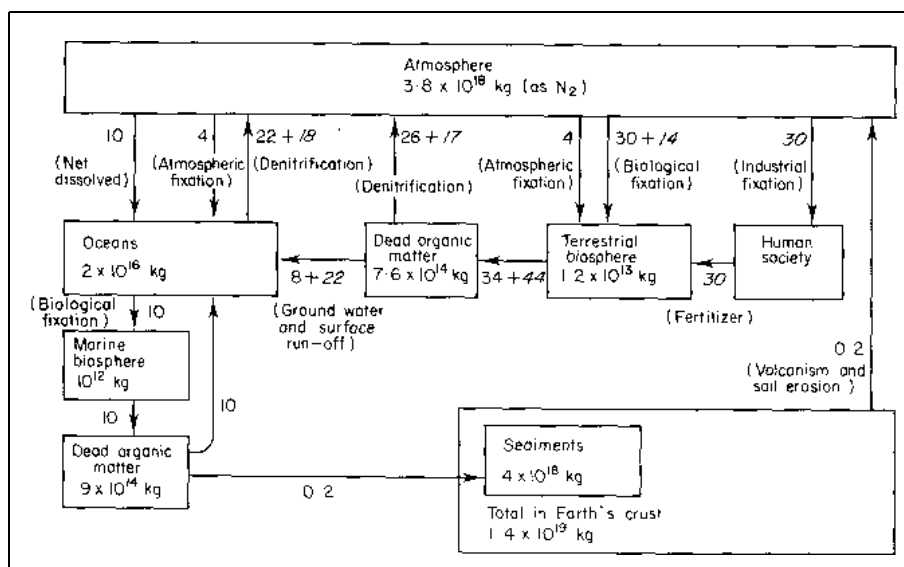 Atmosphere
3·8 x 10¹⁸ kg (as N₂)
10
(Net dissolved)
4
(Atmospheric fixation)
22 + 18
(Denitrification)
26 + 17
(Denitrification)
4
(Atmospheric fixation)
30 + 14
(Biological fixation)
30
(Industrial fixation)
Oceans
2 x 10¹⁶ kg
8 + 22
(Ground water
and surface
run-off)
Dead organic
matter
7·6 x 10¹⁴ kg
34 + 44
Terrestrial
biosphere
1 2 x 10¹³ kg
30
(Fertitizer)
Human
society
(Biological
fixation)
10
Marine
biosphere
10¹² kg
10
10
Dead organic
matter
9 x 10¹⁴ kg
0 2
0 2
(Volcanism and
sail erosion)
Sediments
4 x 10¹⁸ kg
Total in Earth's crust
1 4 x 10¹⁹ kg